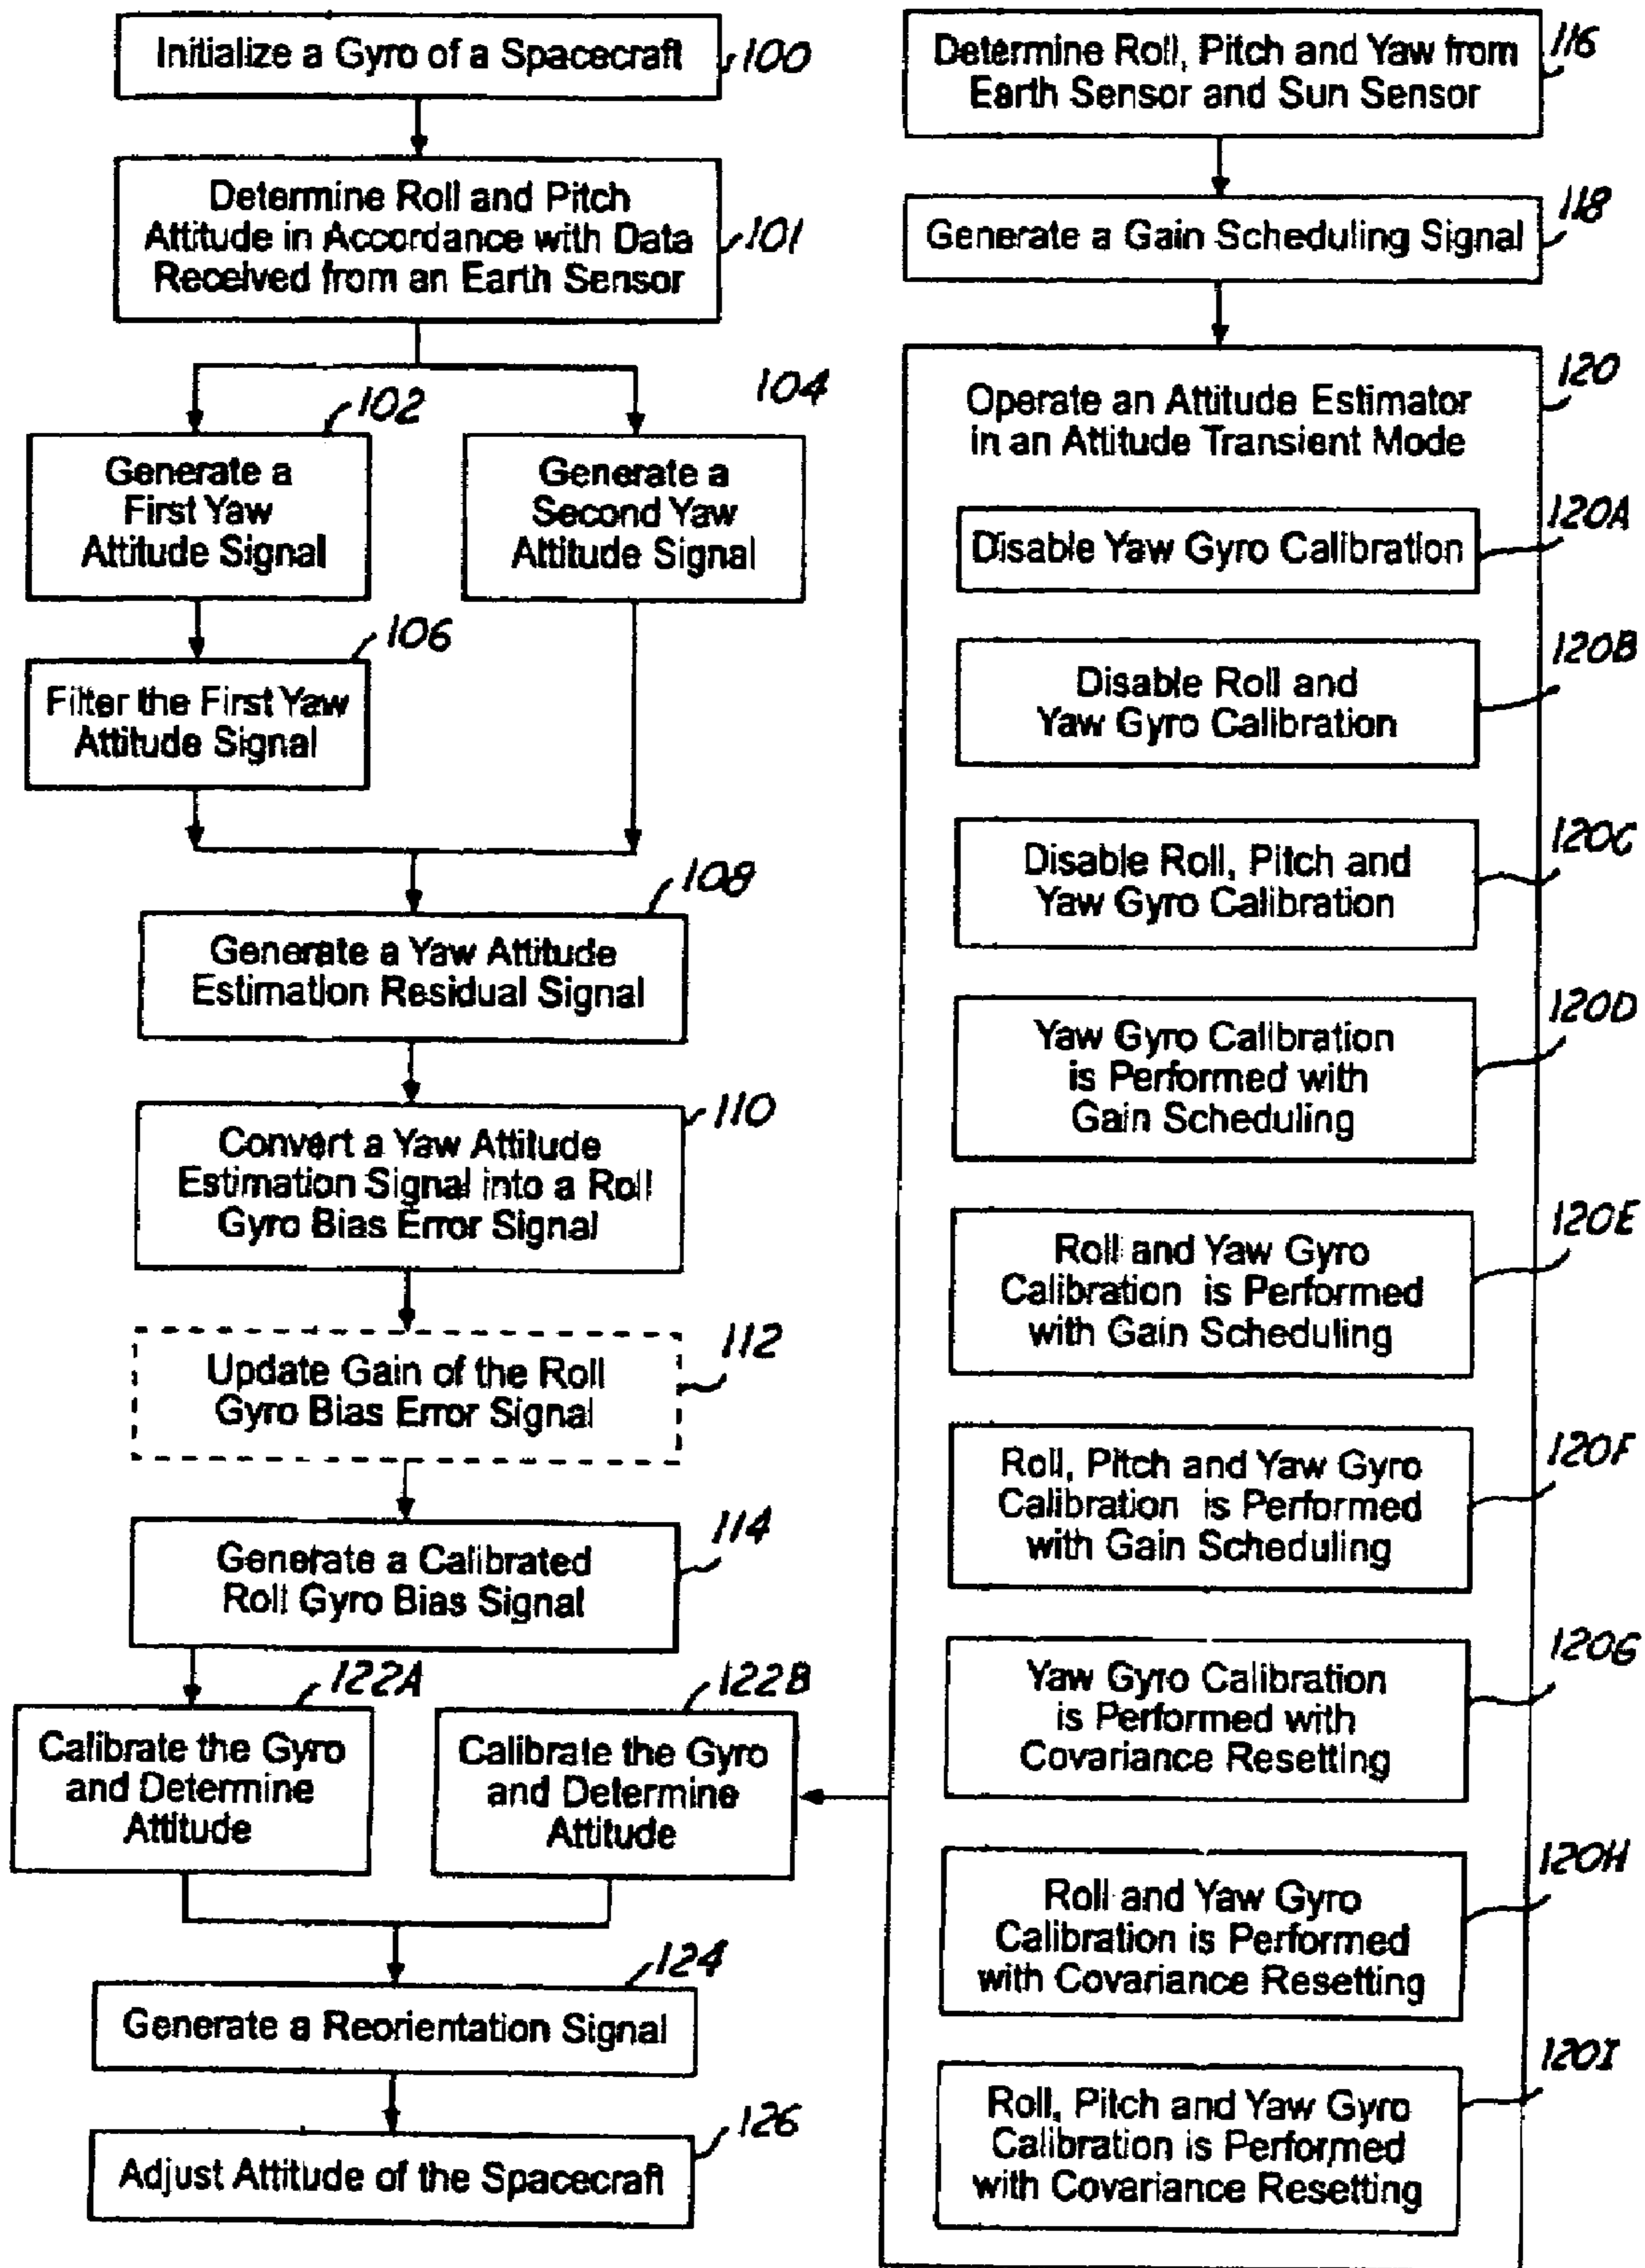 Initialize a Gyro of a Spacecraft
100
Determine Roll and Pitch
Attitude in Accordance with Data
Received from an Earth Sensor
101
102
Generate a
First Yaw
Attitude Signal
104
Generate a
Second Yaw
Attitude Signal
106
Filter the First Yaw
Attitude Signal
108
Generate a Yaw Attitude
Estimation Residual Signal
110
Convert a Yaw Attitude
Estimation Signal into a Roll
Gyro Bias Error Signal
112
Update Gain of the Roll
Gyro Bias Error Signal
114
Generate a Calibrated
Roll Gyro Bias Signal
122A
Calibrate the Gyro
and Determine
Attitude
122B
Calibrate the Gyro
and Determine
Attitude
124
Generate a Reorientation Signal
126
Adjust Attitude of the Spacecraft
116
Determine Roll, Pitch and Yaw from
Earth Sensor and Sun Sensor
118
Generate a Gain Scheduling Signal
120
Operate an Attitude Estimator
in an Attitude Transient Mode
120A
Disable Yaw Gyro Calibration
120B
Disable Roll and
Yaw Gyro Calibration
120C
Disable Roll, Pitch and
Yaw Gyro Calibration
120D
Yaw Gyro Calibration
is Performed with
Gain Scheduling
120E
Roll and Yaw Gyro
Calibration is Performed
with Gain Scheduling
120F
Roll, Pitch and Yaw Gyro
Calibration is Performed
with Gain Scheduling
120G
Yaw Gyro Calibration
is Performed with
Covariance Resetting
120H
Roll and Yaw Gyro
Calibration is Performed
with Covariance Resetting
120I
Roll, Pitch and Yaw Gyro
Calibration is Performed
with Covariance Resetting